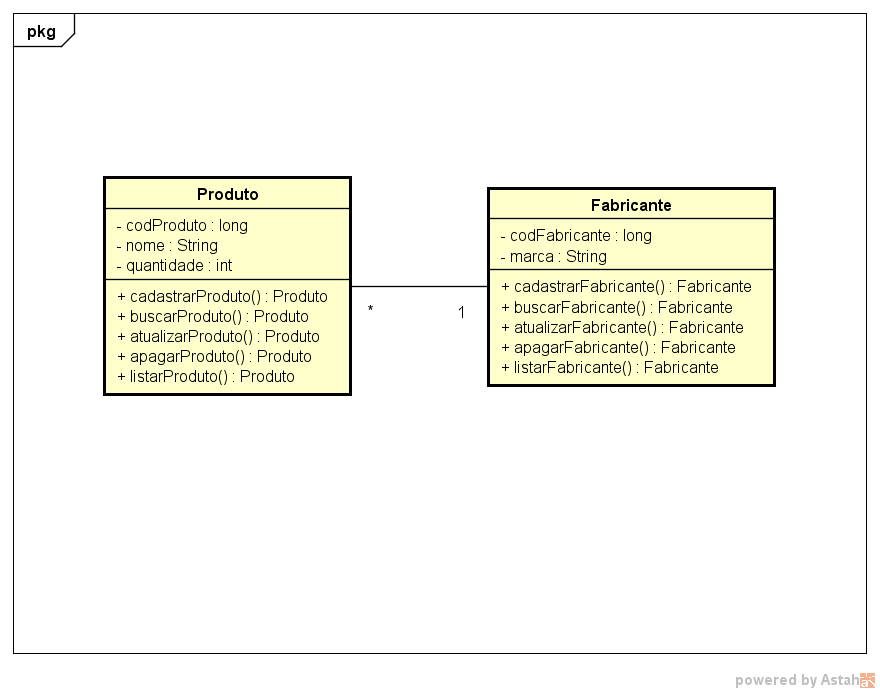 pkg
Produto
- codProduto : long
- nome : String
- quantidade : int
+ cadastrarProduto() : Produto
+ buscarProduto() : Produto
+ atualizarProduto() : Produto
+ apagarProduto() : Produto
+ listarProduto() : Produto
*
1
Fabricante
- codFabricante : long
- marca : String
+ cadastrarFabricante() : Fabricante
+ buscarFabricante() : Fabricante
+ atualizarFabricante() : Fabricante
+ apagarFabricante() : Fabricante
+ listarFabricante() : Fabricante
powered by Astah